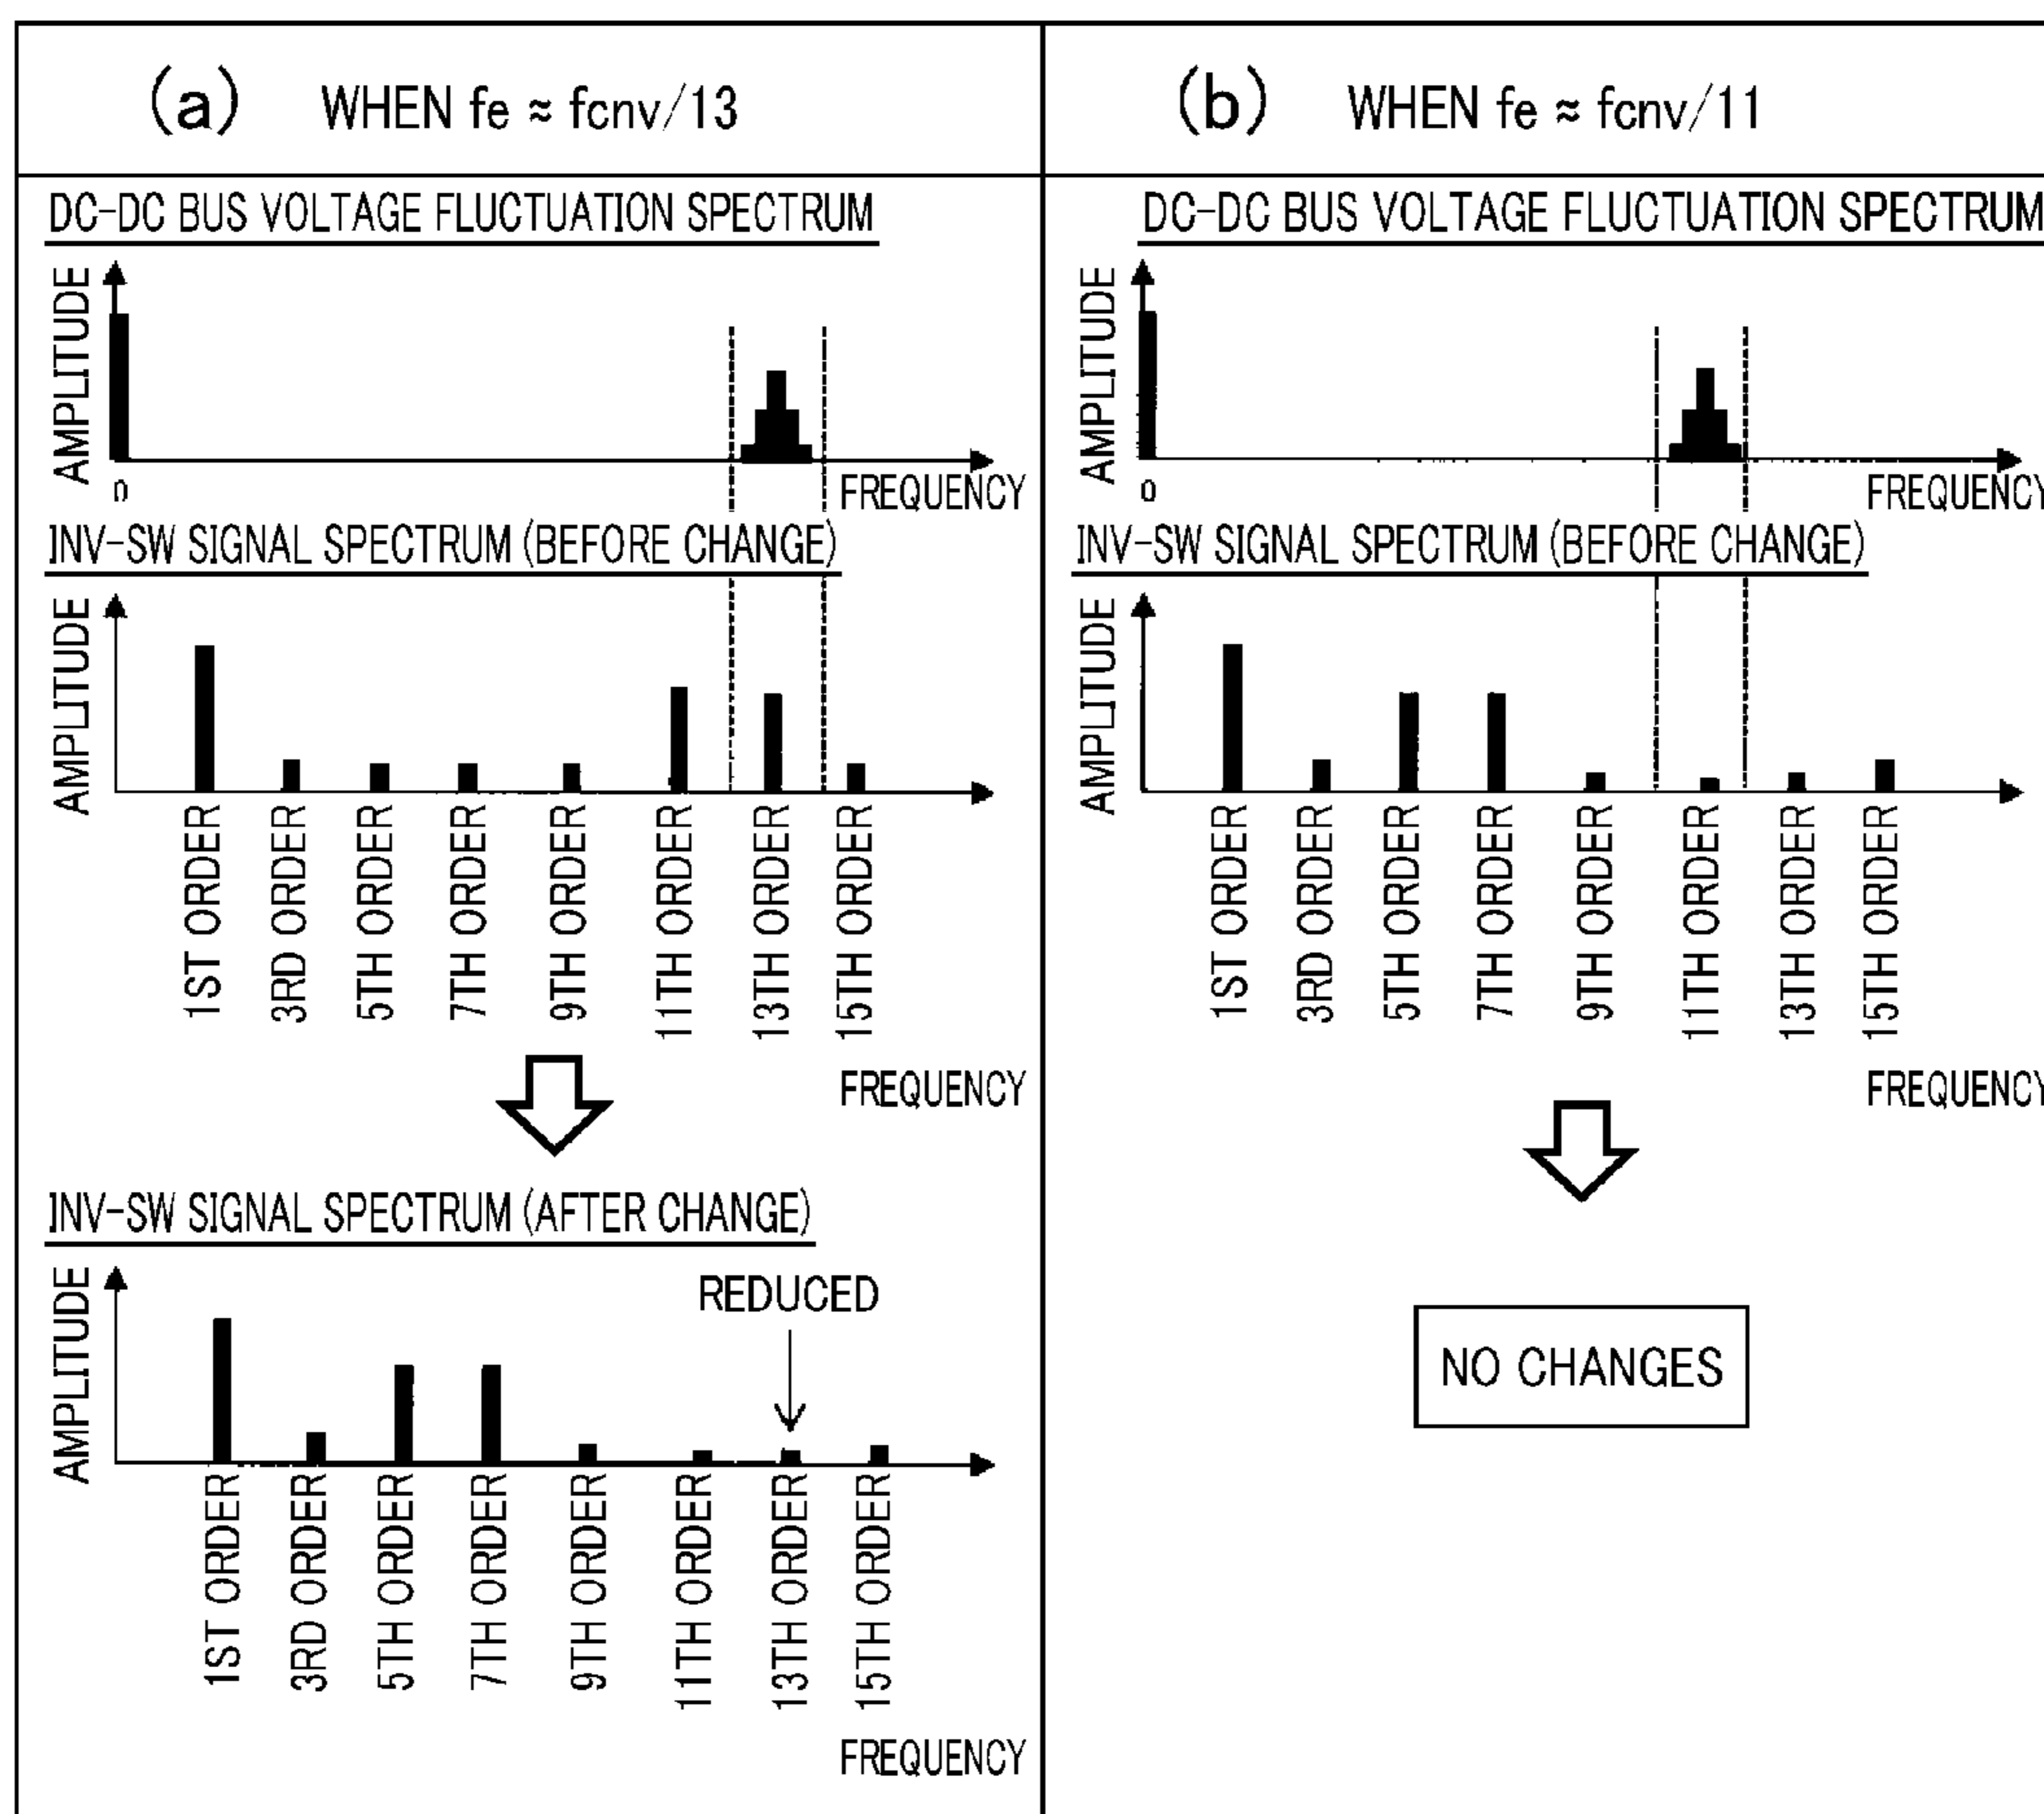 (a) WHEN fe ≈ fcnv/13
DC-DC BUS VOLTAGE FLUCTUATION SPECTRUM
AMPLITUDE
0
FREQUENCY
INV-SW SIGNAL SPECTRUM (BEFORE CHANGE)
AMPLITUDE
1ST ORDER
3RD ORDER
5TH ORDER
7TH ORDER
9TH ORDER
11TH ORDER
13TH ORDER
15TH ORDER
FREQUENCY
INV-SW SIGNAL SPECTRUM (AFTER CHANGE)
AMPLITUDE
REDUCED
1ST ORDER
3RD ORDER
5TH ORDER
7TH ORDER
9TH ORDER
11TH ORDER
13TH ORDER
15TH ORDER
FREQUENCY
(b) WHEN fe ≈ fcnv/11
DC-DC BUS VOLTAGE FLUCTUATION SPECTRUM
AMPLITUDE
0
FREQUENCY
INV-SW SIGNAL SPECTRUM (BEFORE CHANGE)
AMPLITUDE
1ST ORDER
3RD ORDER
5TH ORDER
7TH ORDER
9TH ORDER
11TH ORDER
13TH ORDER
15TH ORDER
FREQUENCY
NO CHANGES